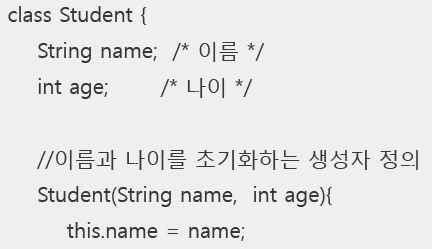 class Student {
String name; /* 이름 */
int age; /* 나이 */
//이름과 나이를 초기화하는 생성자 정의
Student(String name, int age){
this.name = name;